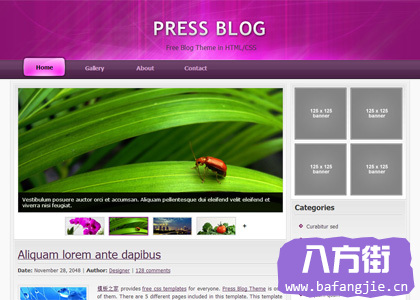 PRESS BLOG
Free Blog Theme in HTML/CSS
Home Gallery About Contact
125 x 125 banner 125 x 125 banner
125 x 125 banner 125 x 125 banner
Vestibulum posuere auctor orci et accumsan. Aliquam pellentesque dui eleifend velit eleifend et
viverra nisi feugiat.
Categories
Curabitur sed
Aliquam lorem ante dapibus
Date: November 28, 2048 | Author: Designer | 128 comments
provides free css templates for everyone. Press Blog Theme is
of them. There are 5 different pages included in this template. This template
八方街
www.bafangjie.cn